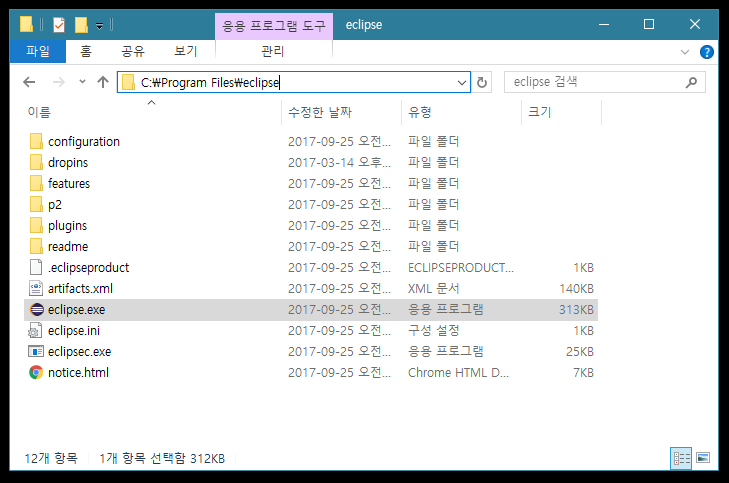 응용 프로그램 도구 eclipse
파일 홈 공유 보기 관리
C:₩Program Files₩eclipse eclipse 검색
이름 수정한 날짜 유형 크기
configuration 2017-09-25 오전... 파일 폴더
dropins 2017-03-14 오후... 파일 폴더
features 2017-09-25 오전... 파일 폴더
p2 2017-09-25 오전... 파일 폴더
plugins 2017-09-25 오전... 파일 폴더
readme 2017-09-25 오전... 파일 폴더
.eclipseproduct 2017-09-25 오전... ECLIPSEPRODUCT... 1KB
artifacts.xml 2017-09-25 오전... XML 문서 140KB
eclipse.exe 2017-09-25 오전... 응용 프로그램 313KB
eclipse.ini 2017-09-25 오전... 구성 설정 1KB
eclipsec.exe 2017-09-25 오전... 응용 프로그램 25KB
notice.html 2017-09-25 오전... Chrome HTML D... 7KB
12개 항목 1개 항목 선택함 312KB